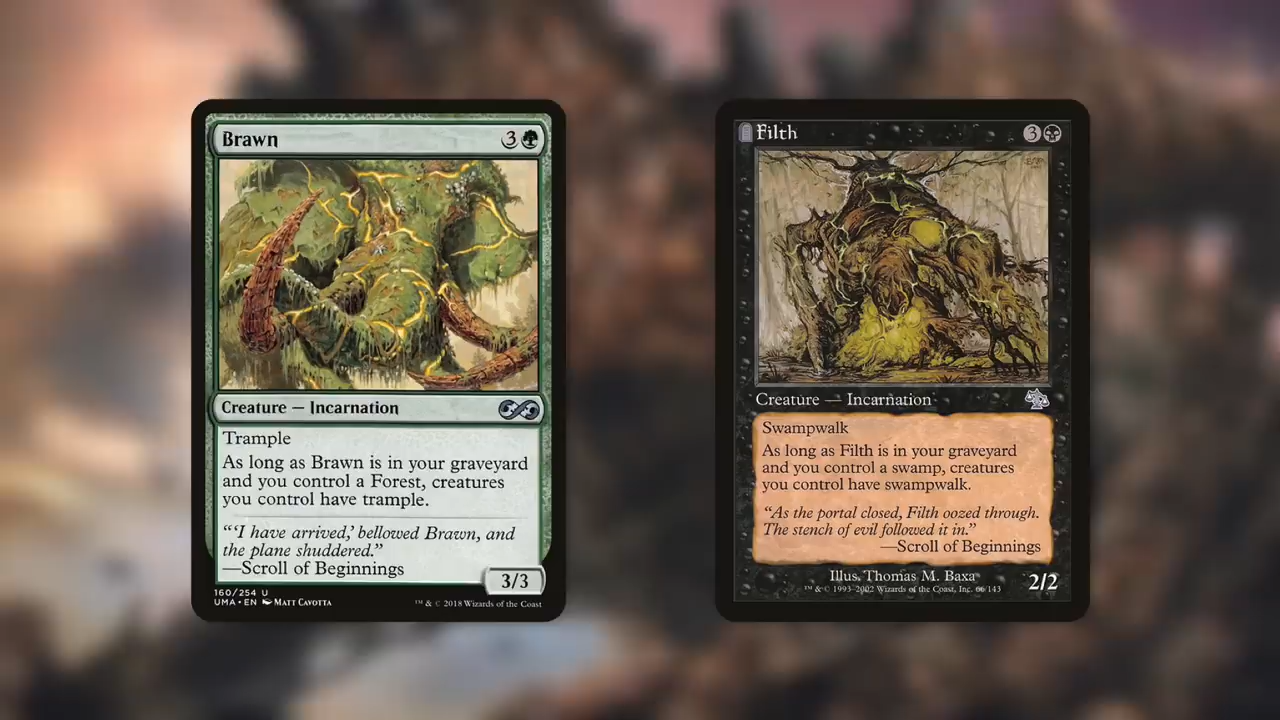 Brawn
3
Creature — Incarnation
Trample
As long as Brawn is in your graveyard
and you control a Forest, creatures
you control have trample.
“‘I have arrived,’ bellowed Brawn, and
the plane shuddered.”
—Scroll of Beginnings
3/3
160/254 U
UMA • EN Matt Cavotta
™ & © 2018 Wizards of the Coast
Filth
3
Creature — Incarnation
Swampwalk
As long as Filth is in your graveyard
and you control a swamp, creatures
you control have swampwalk.
“As the portal closed, Filth oozed through.
The stench of evil followed it in.”
—Scroll of Beginnings
Illus. Thomas M. Baxa
™ & © 1993–2002 Wizards of the Coast, Inc. 66/143
2/2